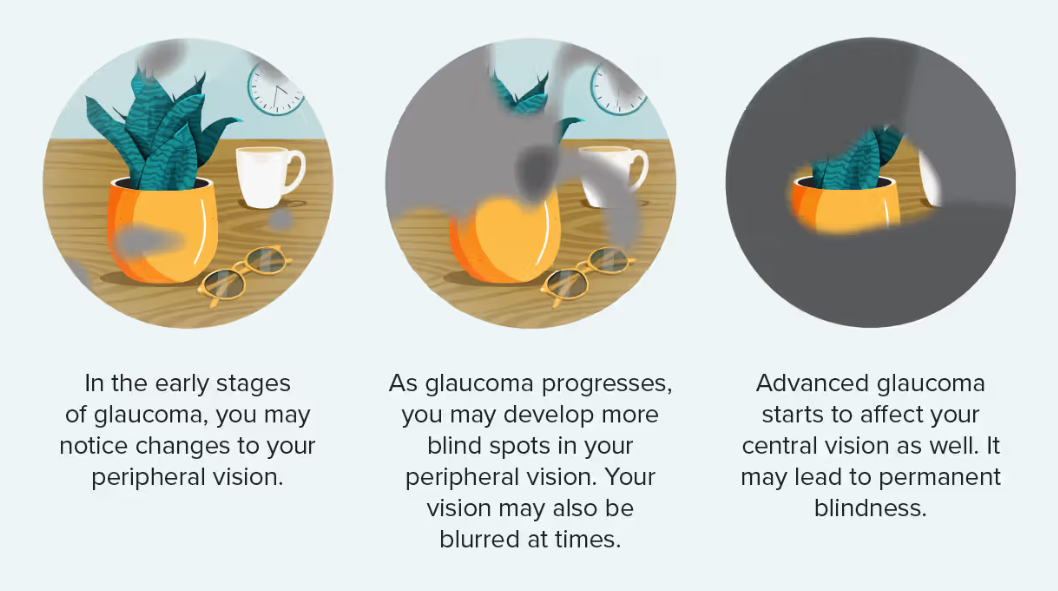 In the early stages
of glaucoma, you may
notice changes to your
peripheral vision.
As glaucoma progresses,
you may develop more
blind spots in your
peripheral vision. Your
vision may also be
blurred at times.
Advanced glaucoma
starts to affect your
central vision as well. It
may lead to permanent
blindness.